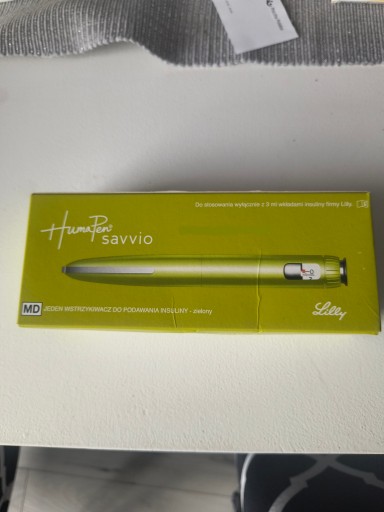 Do stosowania wyłącznie z 3 ml wkładami insuliny firmy Lilly.
HumaPen®
savvio
MD JEDEN WSTRZYKIWACZ DO PODAWANIA INSULINY - zielony
Lilly